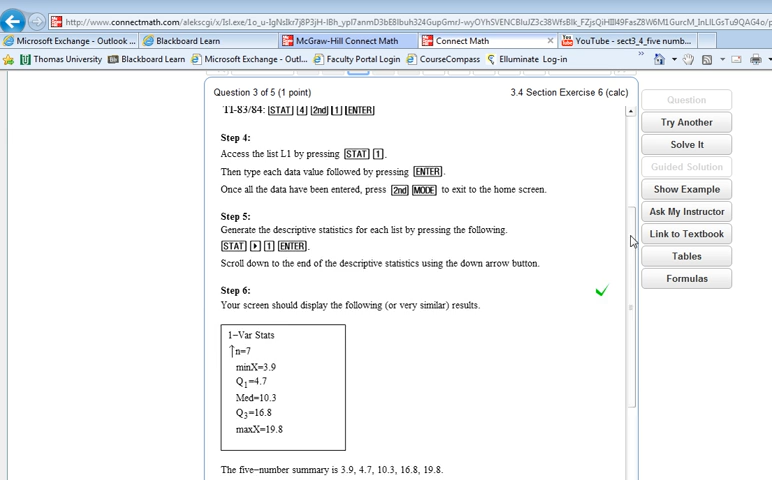 http://www.connectmath.com/alekscgi/x/Isl.exe/1o_u-IgNsIkr7j8P3jH-IBh_
Microsoft Exchange - Outlook ...
Blackboard Learn
McGraw-Hill Connect Math
Connect Math
YouTube - sect3_4_five numb...
Thomas University
Blackboard Learn
Microsoft Exchange - Outlo...
Faculty Portal Login
CourseCompass
Elluminate Log-in
Question 3 of 5 (1 point)
3.4 Section Exercise 6 (calc)
TI-83/84: STAT 4 2nd 1 ENTER
Step 4:
Access the list L1 by pressing STAT 1.
Then type each data value followed by pressing ENTER.
Once all the data have been entered, press 2nd MODE to exit to the home screen.
Step 5:
Generate the descriptive statistics for each list by pressing the following.
STAT ▸ 1 ENTER.
Scroll down to the end of the descriptive statistics using the down arrow button.
Step 6:
Your screen should display the following (or very similar) results.
1−Var Stats
↑n=7
minX=3.9
Q1=4.7
Med=10.3
Q3=16.8
maxX=19.8
The five−number summary is 3.9, 4.7, 10.3, 16.8, 19.8.
Question
Try Another
Solve It
Guided Solution
Show Example
Ask My Instructor
Link to Textbook
Tables
Formulas